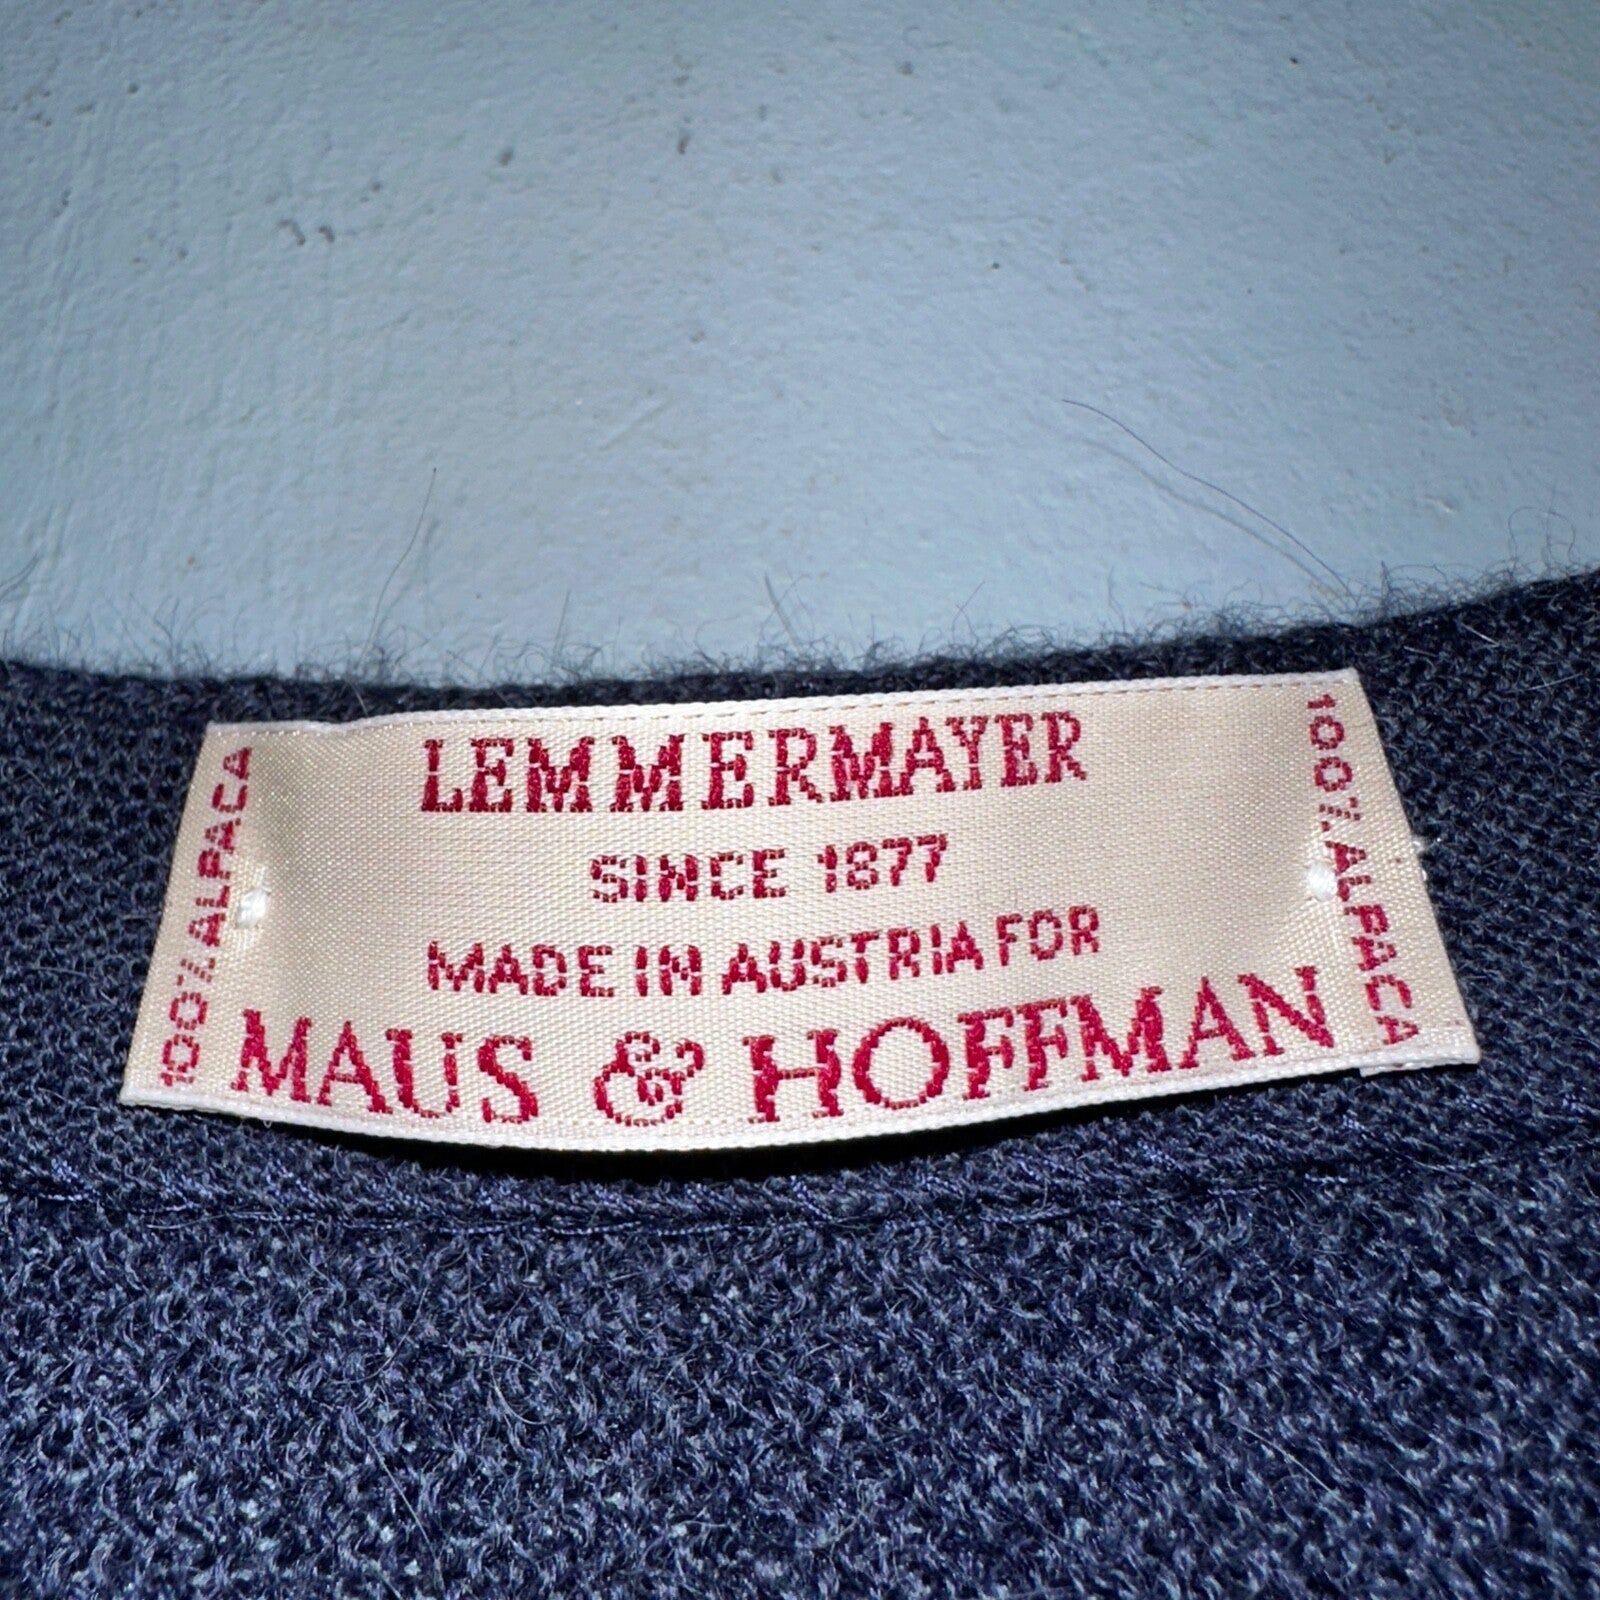 LEMMERMAYER
SINCE 1877
MADE IN AUSTRIA FOR
MAUS & HOFFMAN
100% ALPACA
100% ALPACA